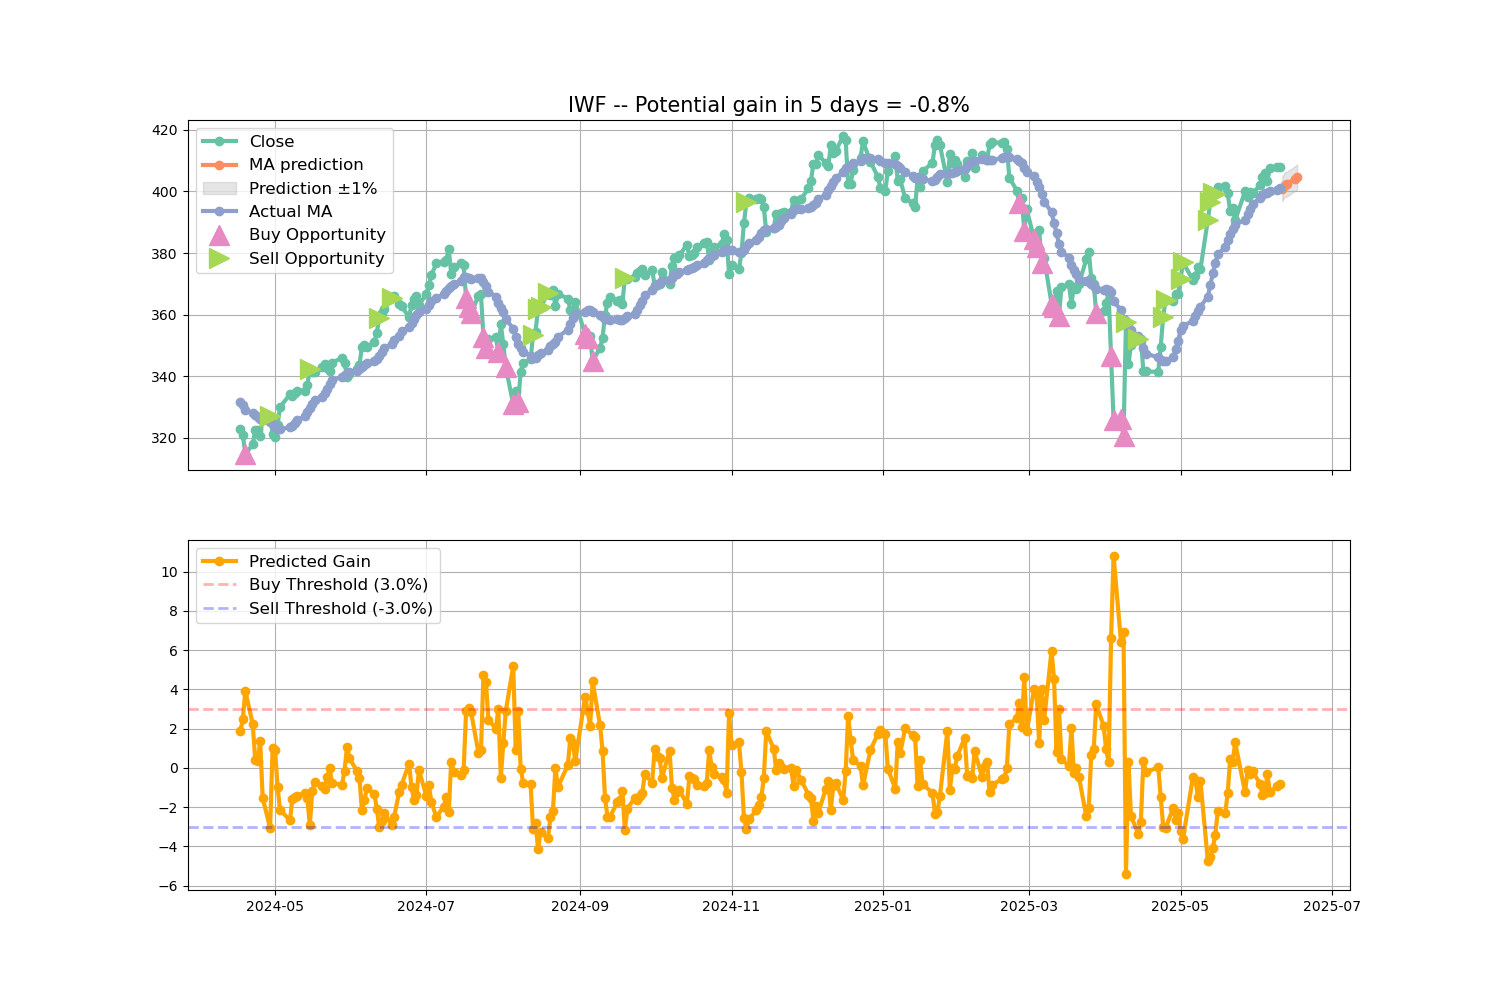 IWF -- Potential gain in 5 days = -0.8%
420
400
380
360
340
320
Close
MA prediction
Prediction ±1%
Actual MA
Buy Opportunity
Sell Opportunity
10
8
6
4
2
0
−2
−4
−6
Predicted Gain
Buy Threshold (3.0%)
Sell Threshold (-3.0%)
2024-05
2024-07
2024-09
2024-11
2025-01
2025-03
2025-05
2025-07